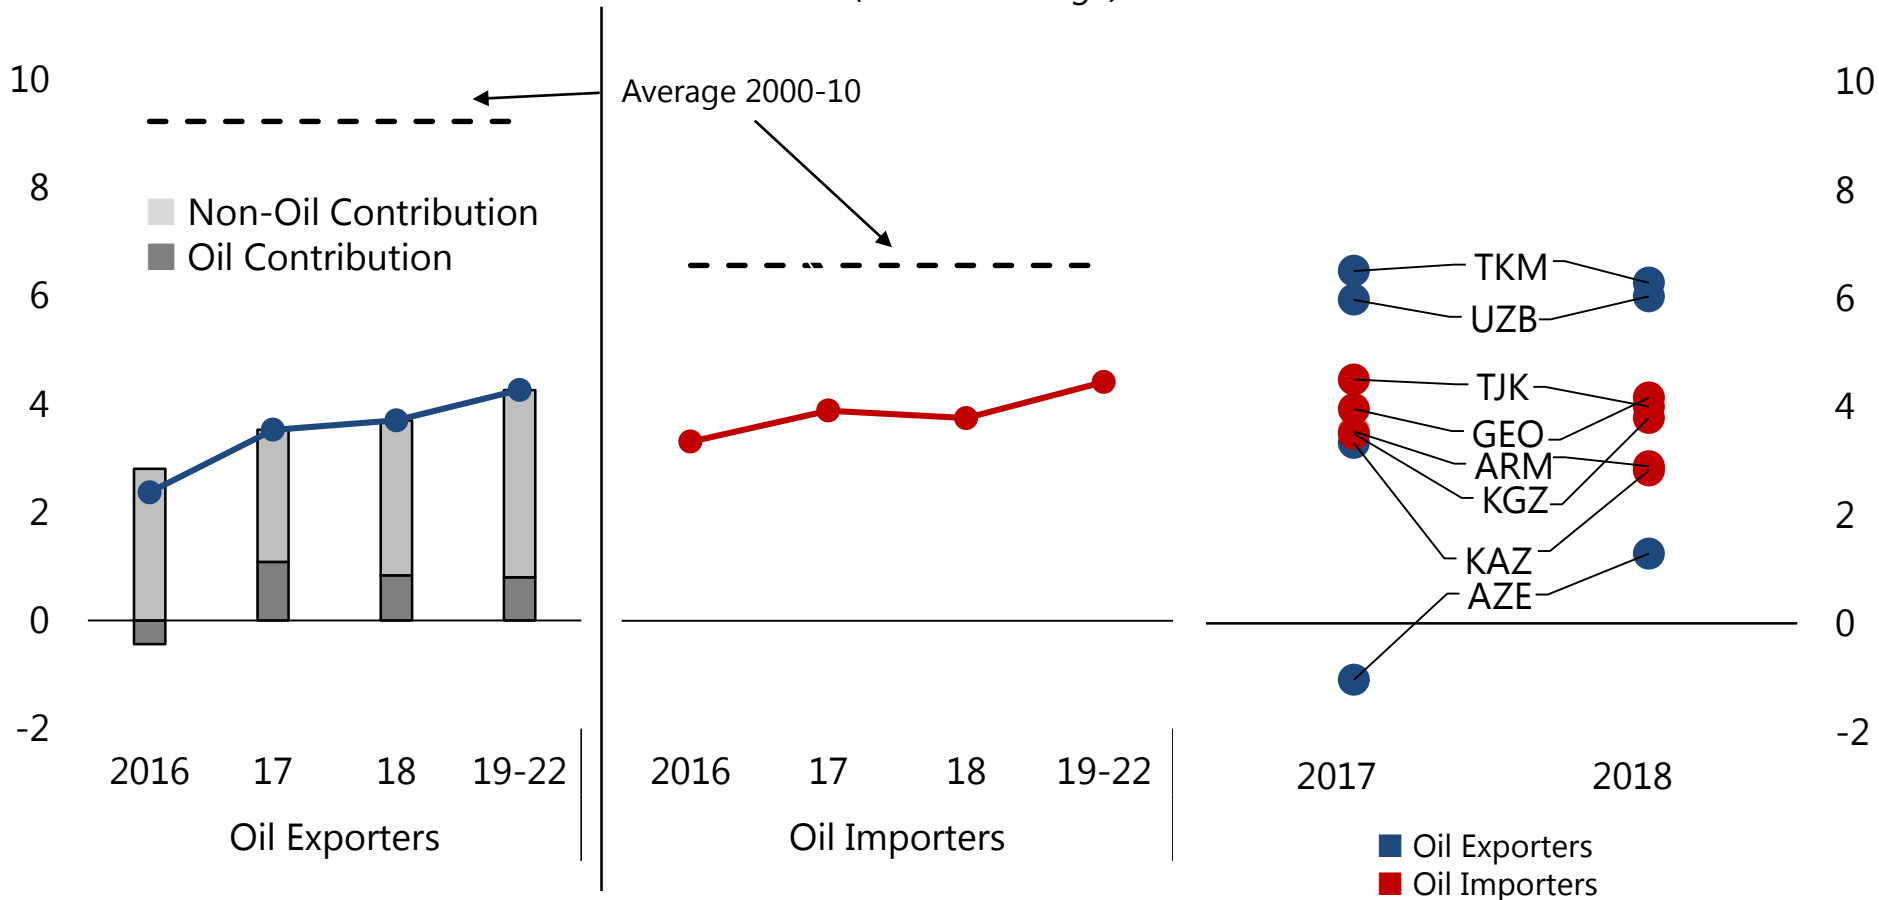 10
8
6
4
2
0
-2
Average 2000-10
Non-Oil Contribution
Oil Contribution
2016 17 18 19-22
Oil Exporters
2016 17 18 19-22
Oil Importers
10
8
6
4
2
0
-2
TKM
UZB
TJK
GEO
ARM
KGZ
KAZ
AZE
2017 2018
Oil Exporters
Oil Importers